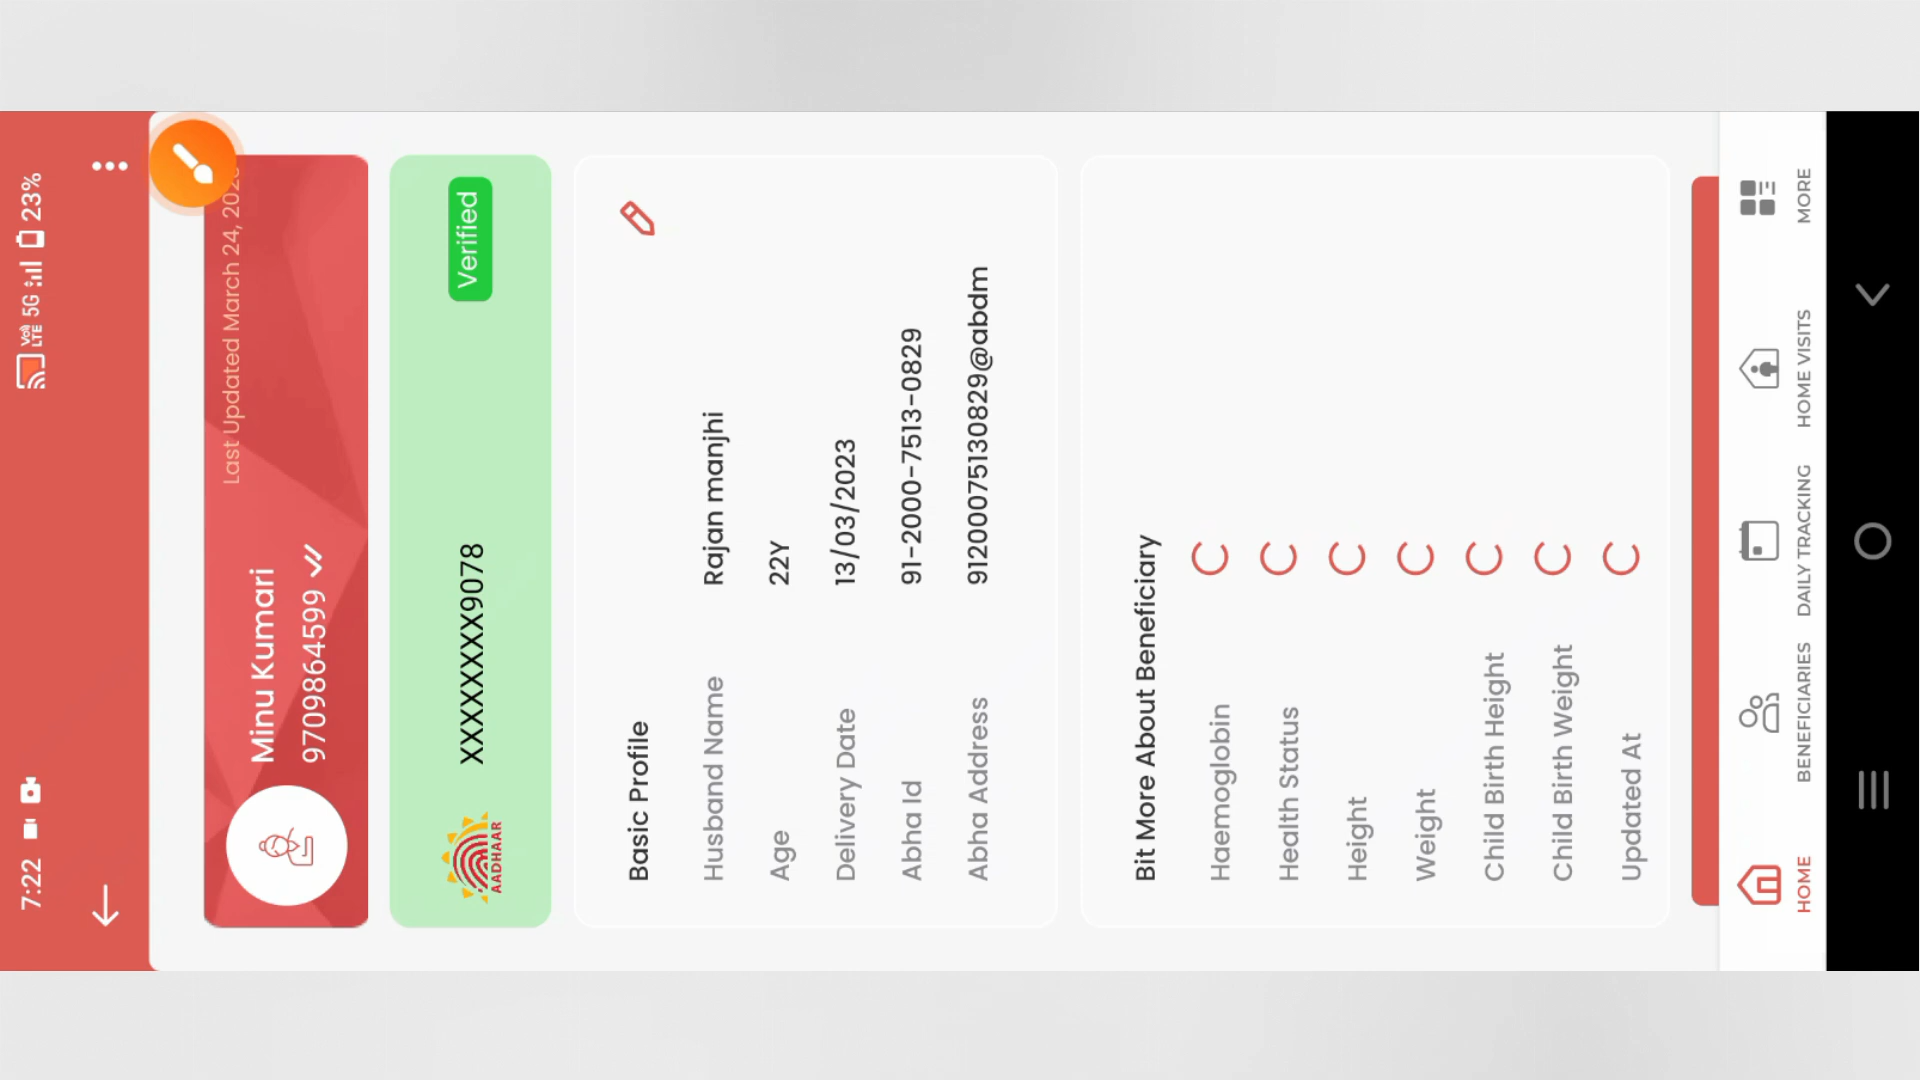 7:22
Vo)) LTE 5G 23%
Last Updated March 24, 202
Minu Kumari
9709864599
AADHAAR
XXXXXXXX9078
Verified
Basic Profile
Husband Name Rajan manjhi
Age 22Y
Delivery Date 13/03/2023
Abha Id 91-2000-7513-0829
Abha Address 91200075130829@abdm
Bit More About Beneficiary
Haemoglobin
Health Status
Height
Weight
Child Birth Height
Child Birth Weight
Updated At
HOME BENEFICIARIES DAILY TRACKING HOME VISITS MORE